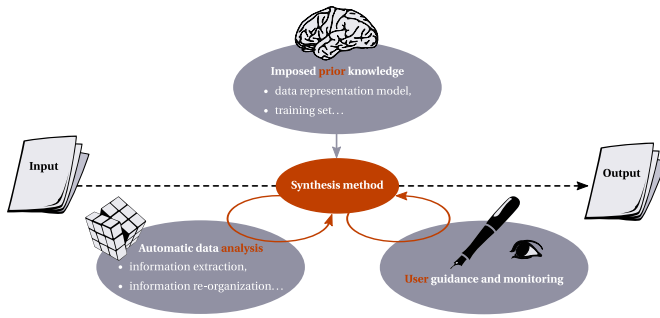 Imposed prior knowledge
• data representation model,
• training set...
Input
Synthesis method
Output
Automatic data analysis
• information extraction,
• information re-organization...
User guidance and monitoring